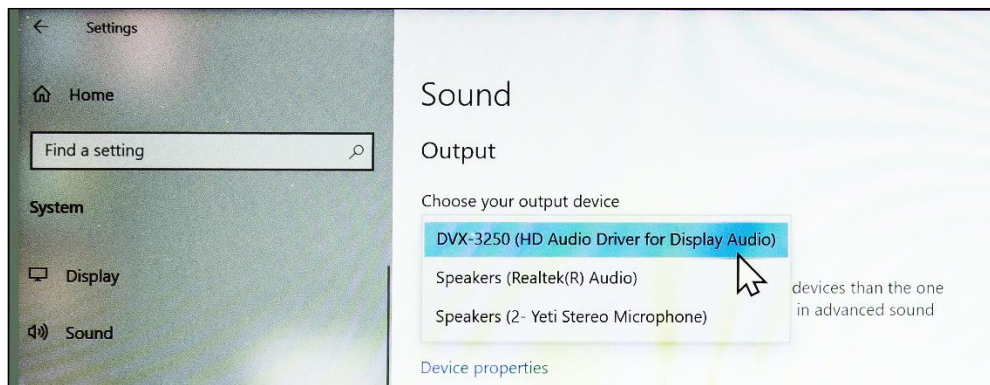 Settings
Home
Find a setting
System
Display
Sound
Sound
Output
Choose your output device
DVX-3250 (HD Audio Driver for Display Audio)
Speakers (Realtek(R) Audio)
Speakers (2- Yeti Stereo Microphone)
devices than the one
in advanced sound
Device properties